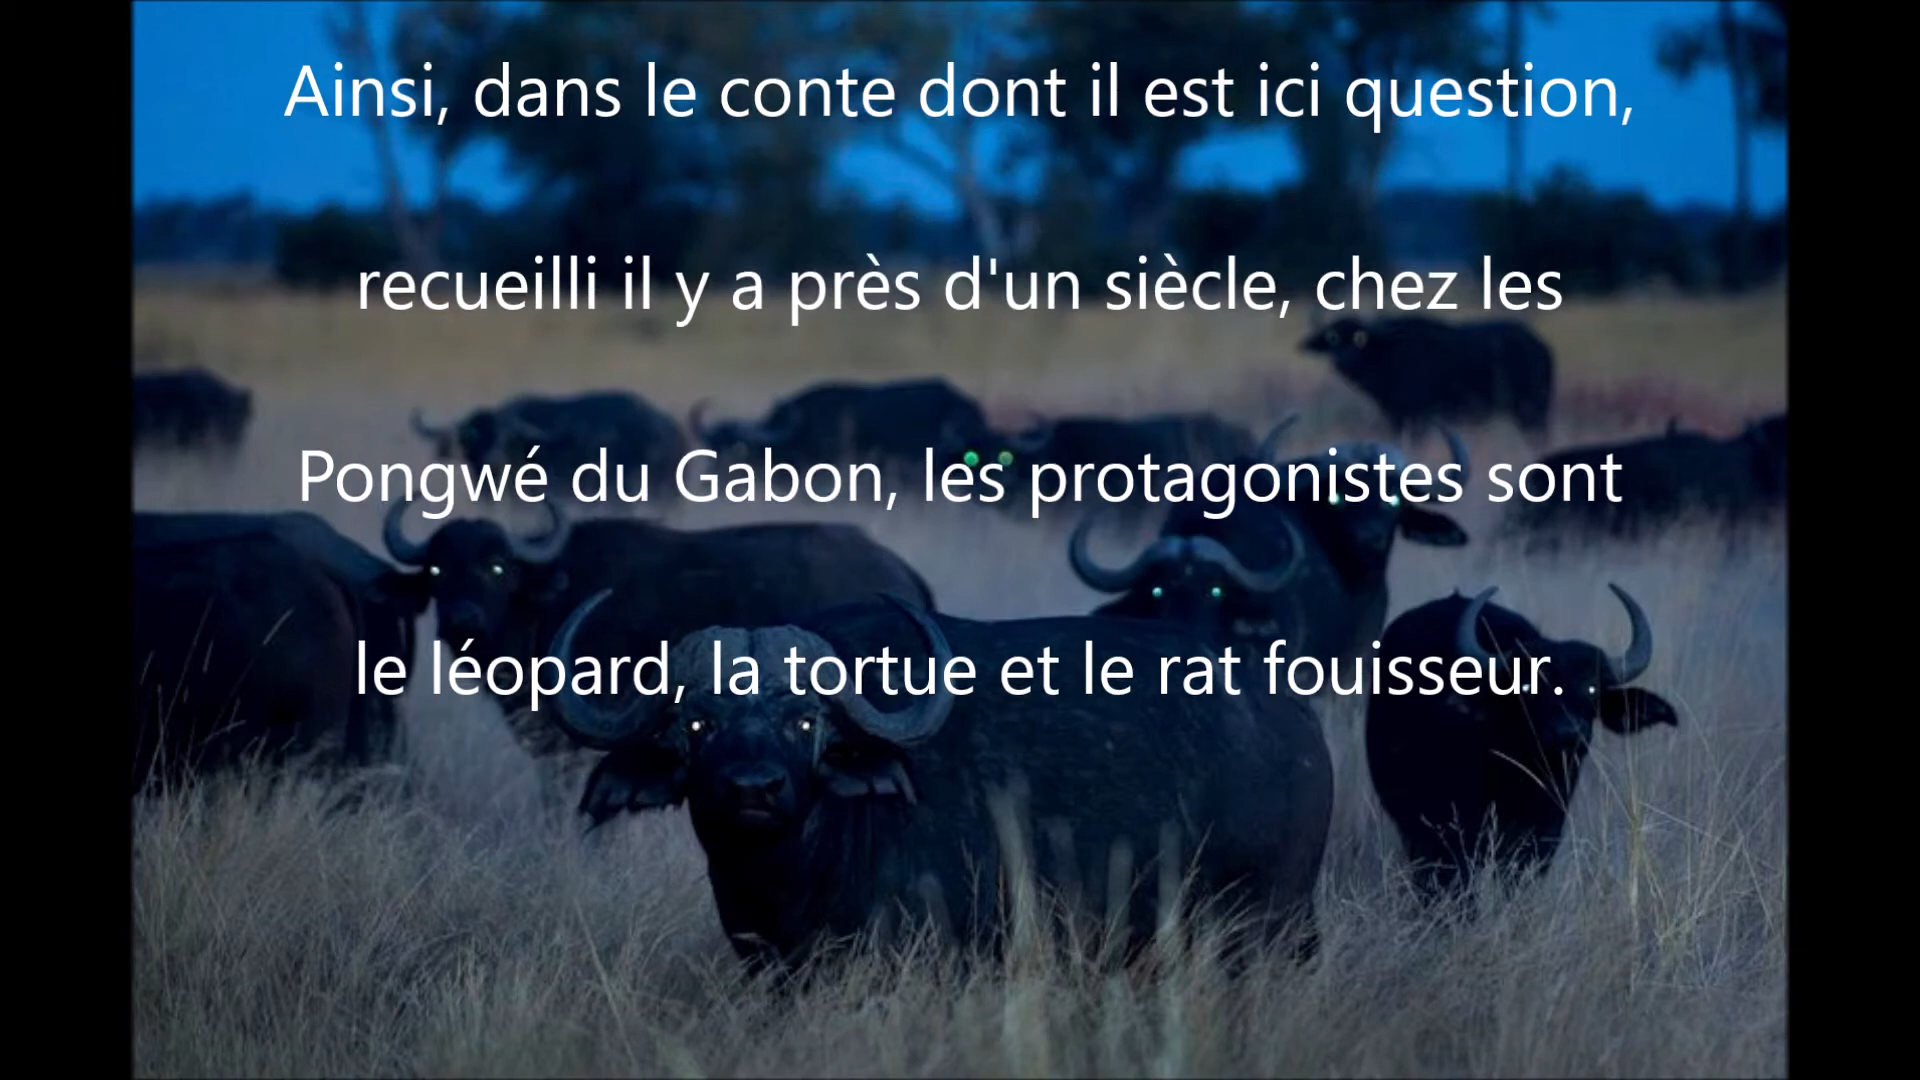 Ainsi, dans le conte dont il est ici question,
recueilli il y a près d'un siècle, chez les
Pongwé du Gabon, les protagonistes sont
le léopard, la tortue et le rat fouisseur.